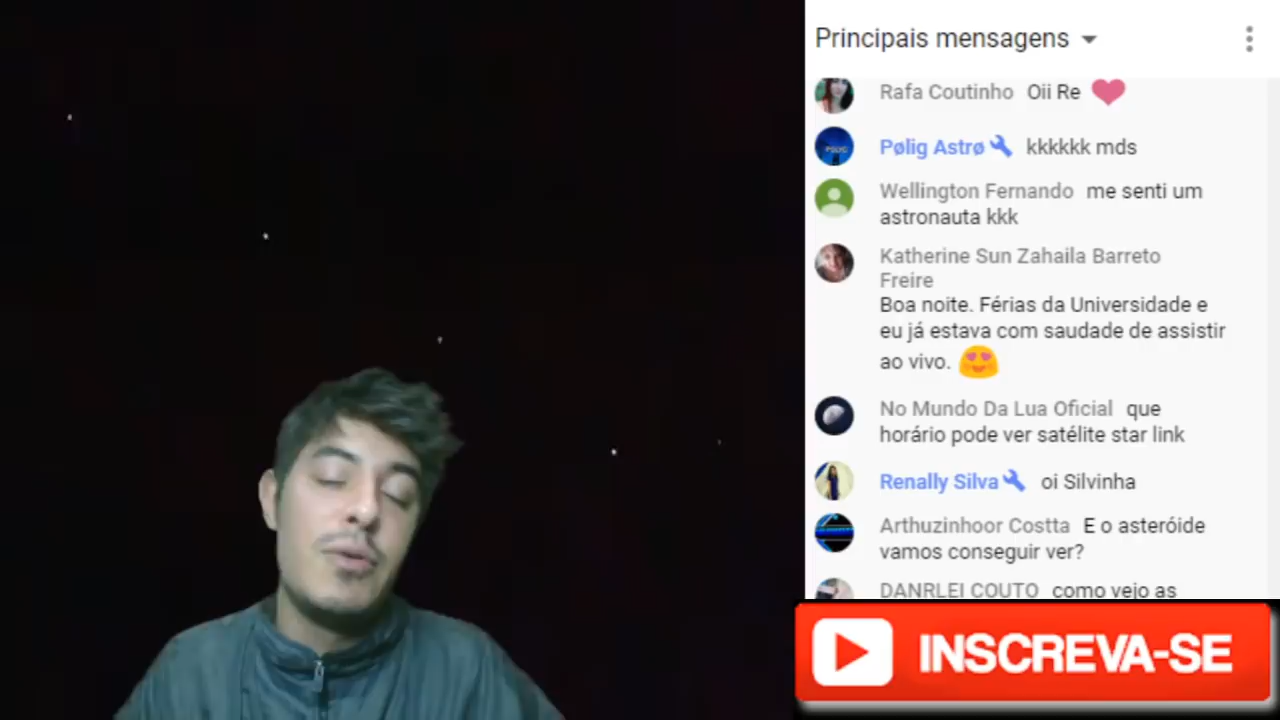 Principais mensagens
Rafa Coutinho Oii Re
Pølig Astrø kkkkkk mds
Wellington Fernando me senti um
astronauta kkk
Katherine Sun Zahaila Barreto
Freire
Boa noite. Férias da Universidade e
eu já estava com saudade de assistir
ao vivo.
No Mundo Da Lua Oficial que
horário pode ver satélite star link
Renally Silva oi Silvinha
Arthuzinhoor Costta E o asteróide
vamos conseguir ver?
DANRLEI COUTO como vejo as
INSCREVA-SE